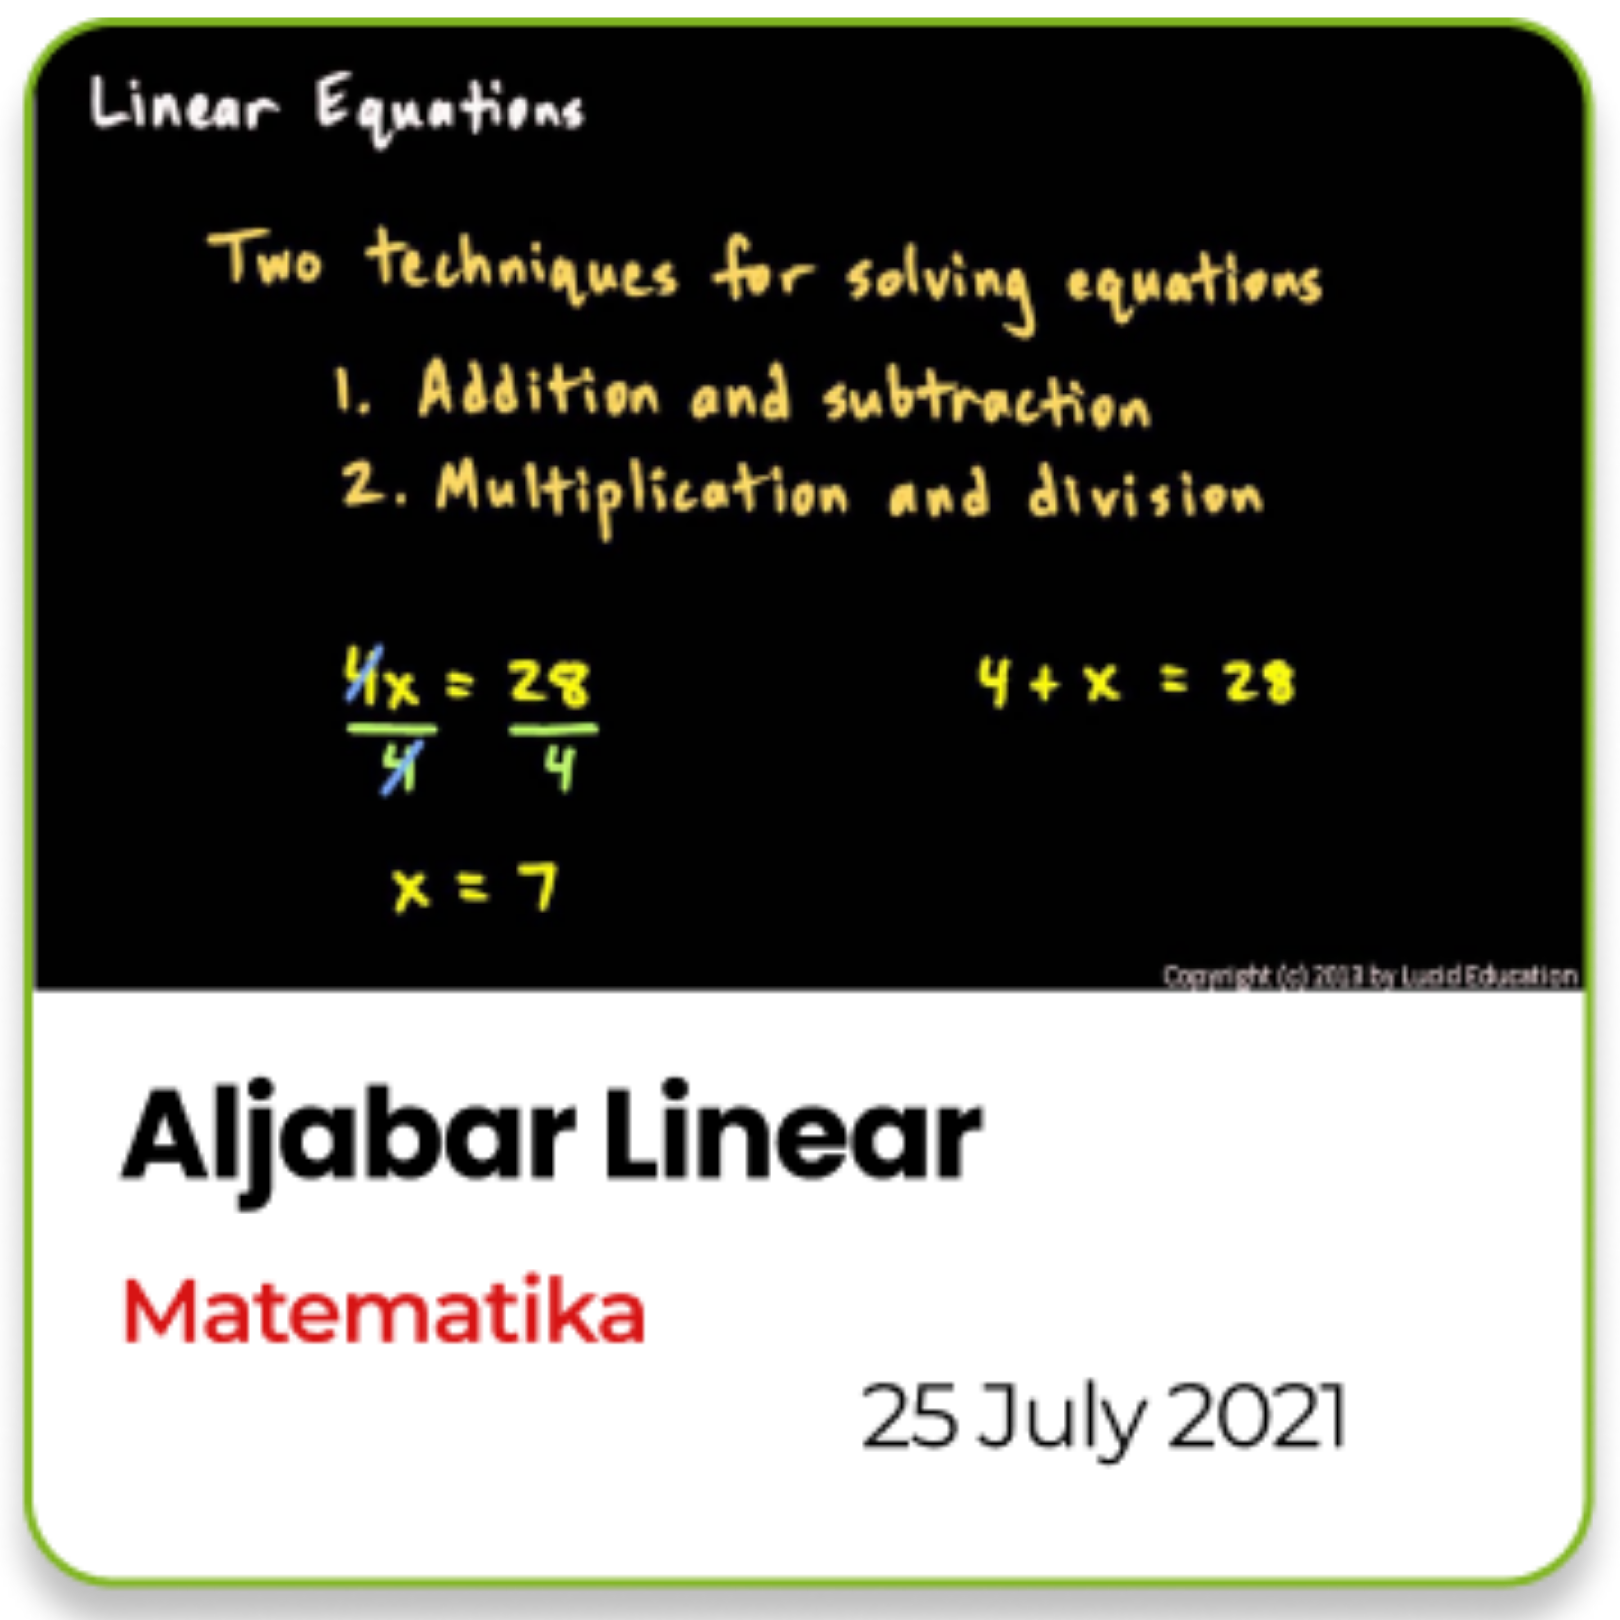 Linear Equations
Two techniques for solving equations
1. Addition and subtraction
2. Multiplication and division
4x = 28 4 + x = 28
4 4
x = 7
Copyright (c) 2013 by Lucid Education
Aljabar Linear
Matematika
25 July 2021